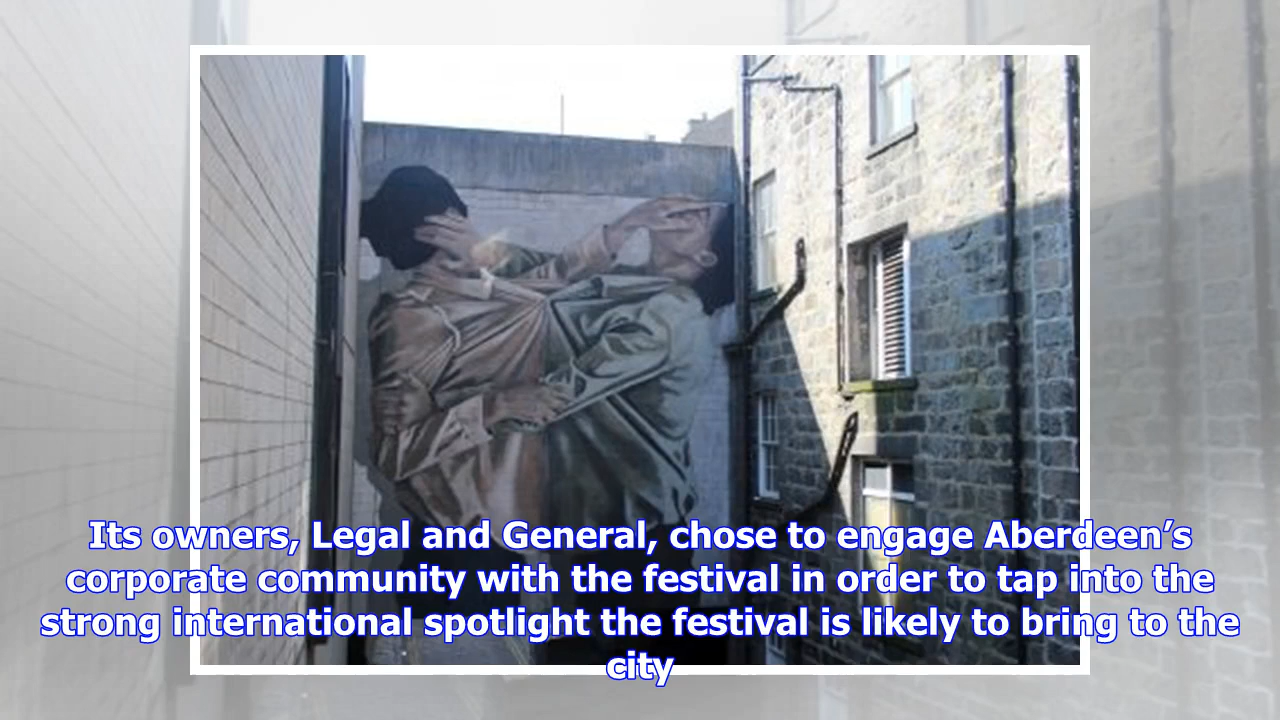 Its owners, Legal and General, chose to engage Aberdeen’s
corporate community with the festival in order to tap into the
strong international spotlight the festival is likely to bring to the
city